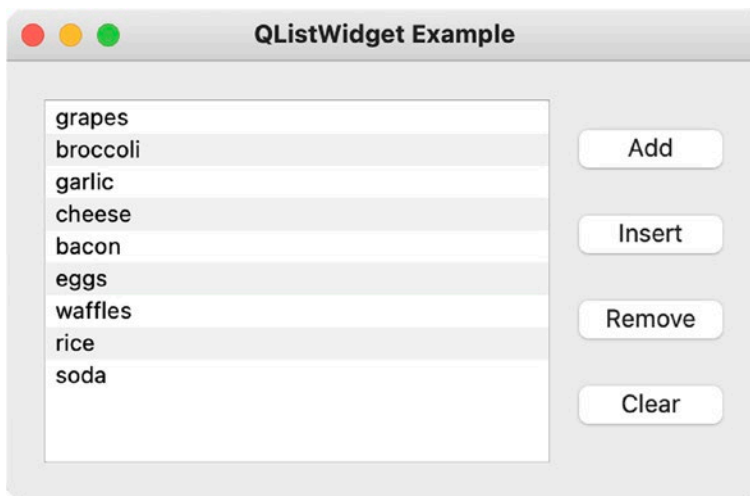 QListWidget Example
grapes
broccoli
garlic
cheese
bacon
eggs
waffles
rice
soda
Add
Insert
Remove
Clear